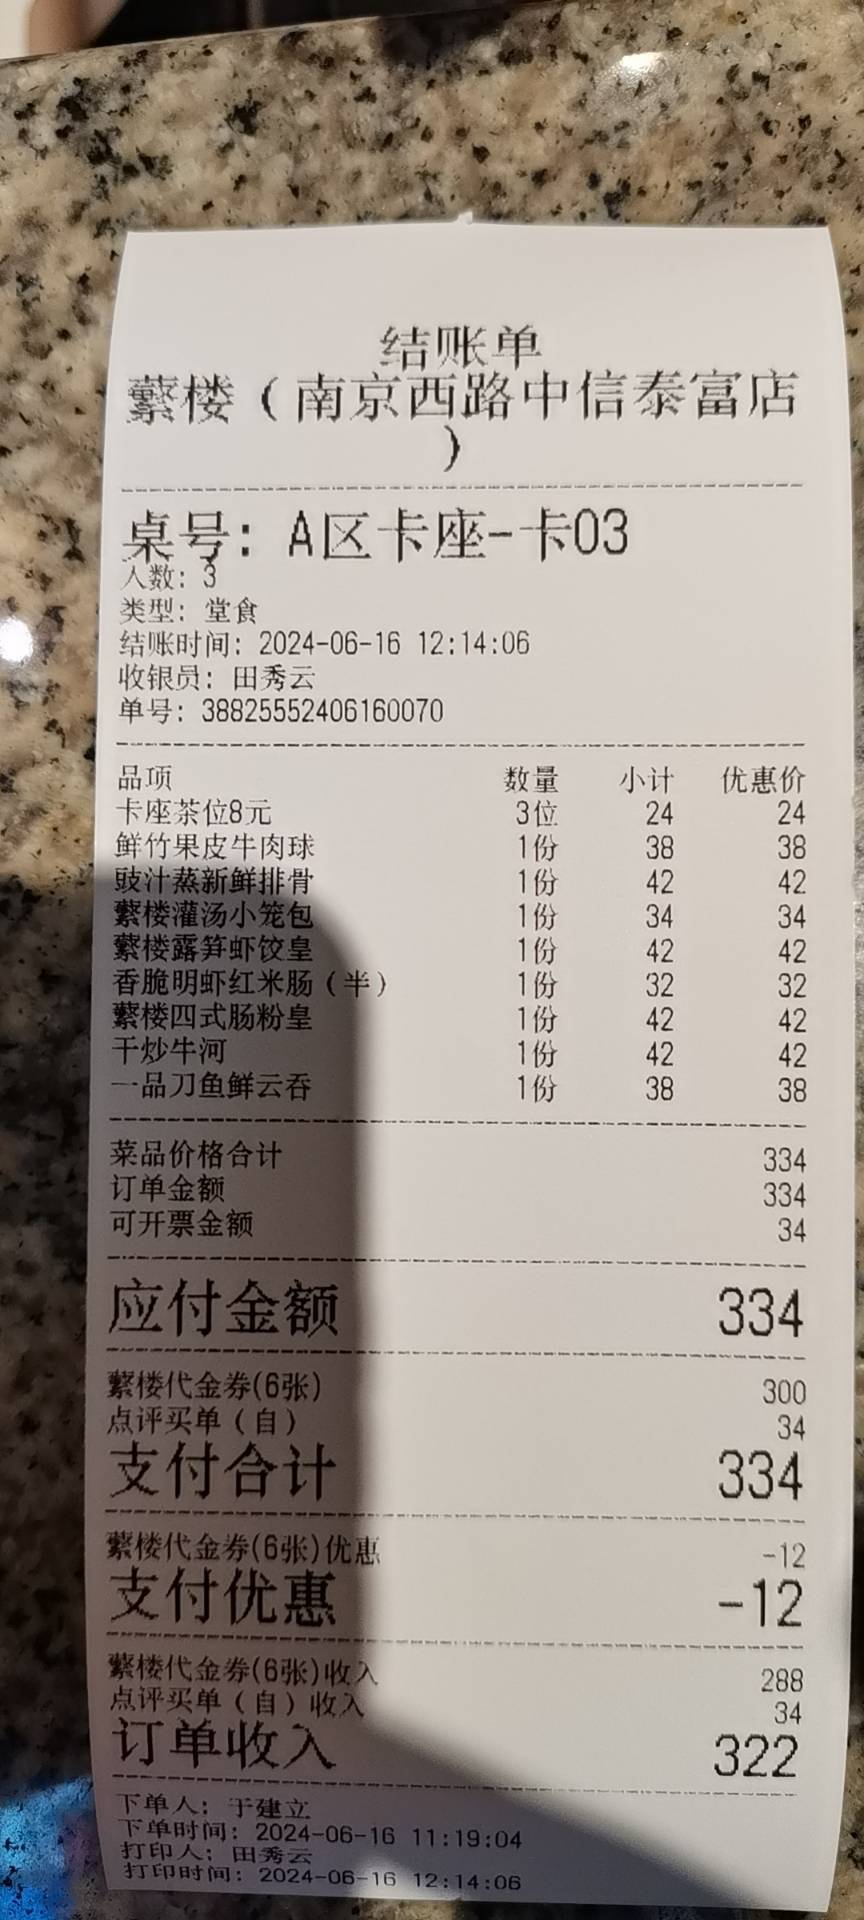 结账单
蘩楼（南京西路中信泰富店
）
桌号：A区卡座-卡03
人数：3
类型：堂食
结账时间：2024-06-16 12:14:06
收银员：田秀云
单号：38825552406160070
品项 数量 小计 优惠价
卡座茶位8元 3位 24 24
鲜竹果皮牛肉球 1份 38 38
豉汁蒸新鲜排骨 1份 42 42
蘩楼灌汤小笼包 1份 34 34
蘩楼露笋虾饺皇 1份 42 42
香脆明虾红米肠（半） 1份 32 32
蘩楼四式肠粉皇 1份 42 42
干炒牛河 1份 42 42
一品刀鱼鲜云吞 1份 38 38
菜品价格合计 334
订单金额 334
可开票金额 34
应付金额 334
蘩楼代金券(6张) 300
点评买单（自） 34
支付合计 334
蘩楼代金券(6张)优惠 -12
支付优惠 -12
蘩楼代金券(6张)收入 288
点评买单（自）收入 34
订单收入 322
下单人：于建立
下单时间：2024-06-16 11:19:04
打印人：田秀云
打印时间：2024-06-16 12:14:06